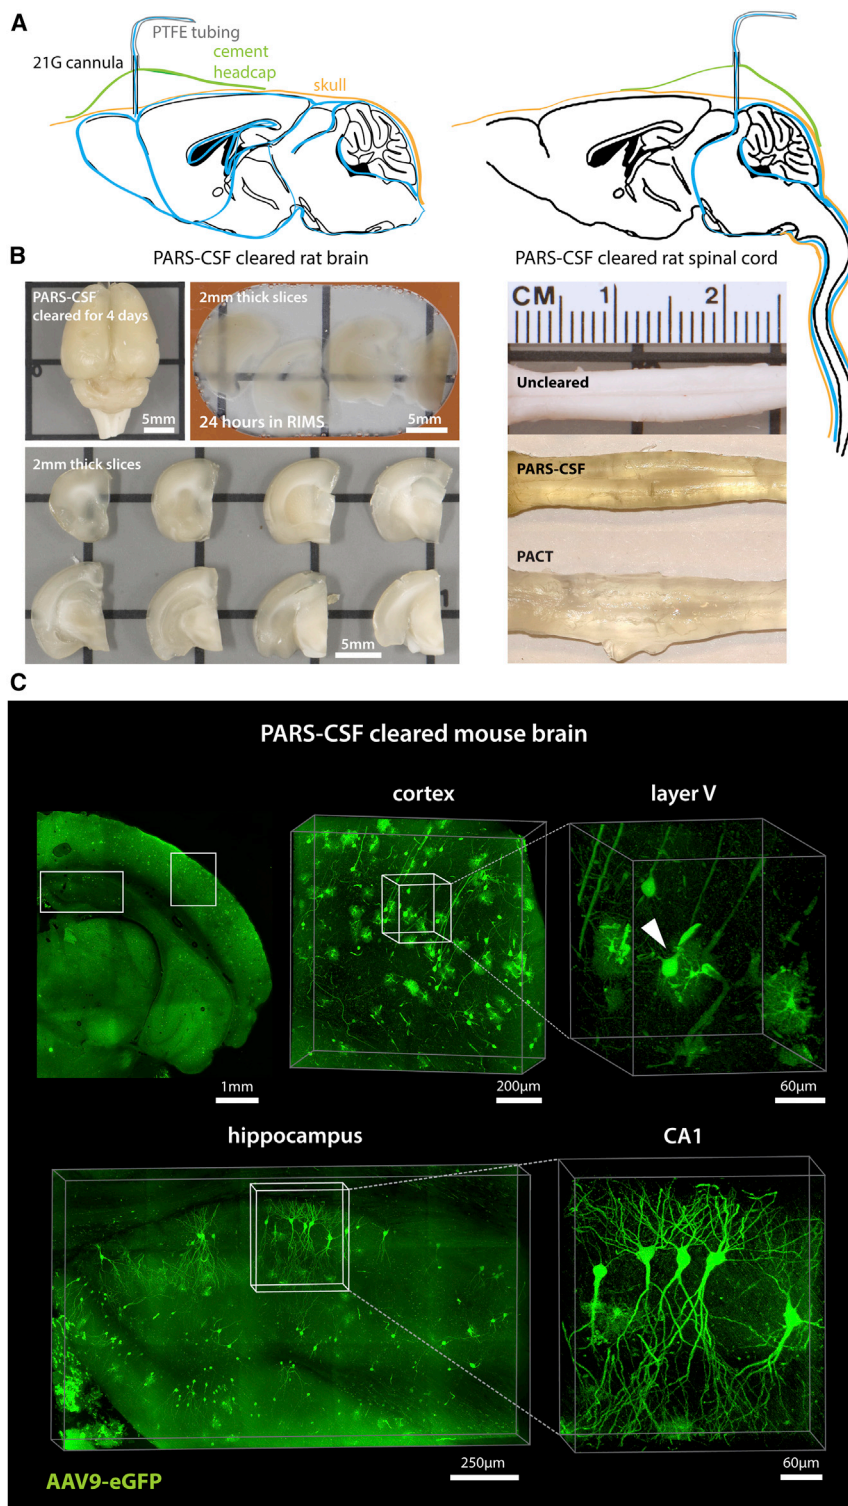 A
PTFE tubing
21G cannula
cement
headcap
skull
B
PARS-CSF cleared rat brain
PARS-CSF cleared rat spinal cord
PARS-CSF
cleared for 4 days
5mm
2mm thick slices
24 hours in RIMS
5mm
CM 1 2
Uncleared
2mm thick slices
5mm
PARS-CSF
PACT
C
PARS-CSF cleared mouse brain
cortex
layer V
1mm
200μm
60μm
hippocampus
CA1
AAV9-eGFP
250μm
60μm